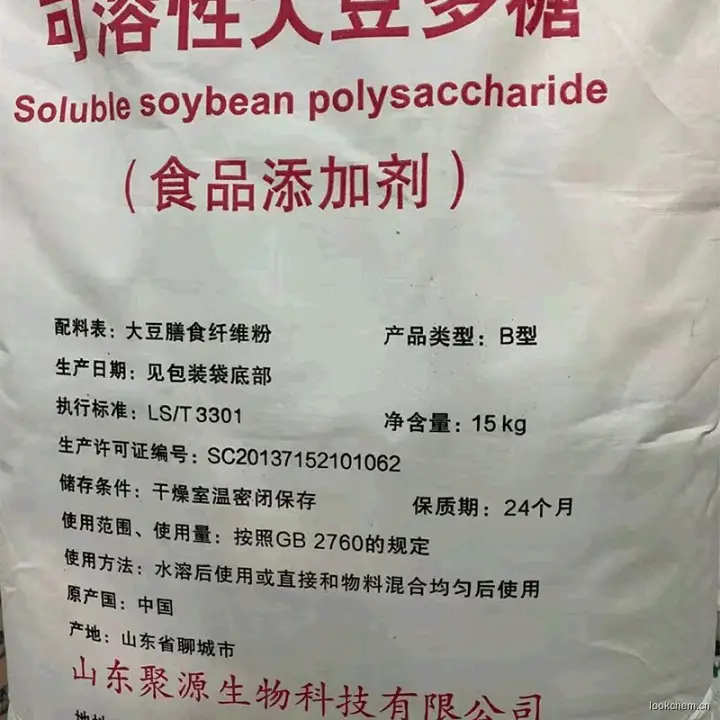 可溶性大豆多糖
Soluble soybean polysaccharide
（食品添加剂）
配料表：大豆膳食纤维粉
产品类型：B型
生产日期：见包装袋底部
执行标准：LS/T 3301
净含量：15kg
生产许可证编号：SC20137152101062
储存条件：干燥室温密闭保存
保质期：24个月
使用范围、使用量：按照GB 2760的规定
使用方法：水溶后使用或直接和物料混合均匀后使用
原产国：中国
产地：山东省聊城市
山东聚源生物科技有限公司
lookchem.cn